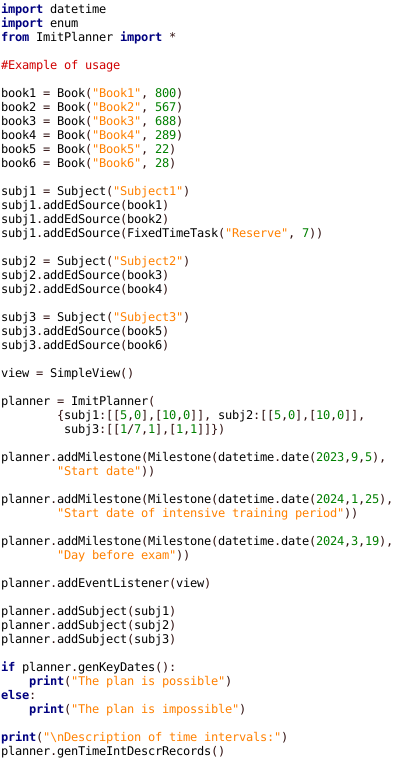 import datetime
import enum
from ImitPlanner import *

#Example of usage

book1 = Book("Book1", 800)
book2 = Book("Book2", 567)
book3 = Book("Book3", 688)
book4 = Book("Book4", 289)
book5 = Book("Book5", 22)
book6 = Book("Book6", 28)

subj1 = Subject("Subject1")
subj1.addEdSource(book1)
subj1.addEdSource(book2)
subj1.addEdSource(FixedTimeTask("Reserve", 7))

subj2 = Subject("Subject2")
subj2.addEdSource(book3)
subj2.addEdSource(book4)

subj3 = Subject("Subject3")
subj3.addEdSource(book5)
subj3.addEdSource(book6)

view = SimpleView()

planner = ImitPlanner(
        {subj1:[[5,0],[10,0]], subj2:[[5,0],[10,0]],
         subj3:[[1/7,1],[1,1]]})

planner.addMilestone(Milestone(datetime.date(2023,9,5),
        "Start date"))

planner.addMilestone(Milestone(datetime.date(2024,1,25),
        "Start date of intensive training period"))

planner.addMilestone(Milestone(datetime.date(2024,3,19),
        "Day before exam"))

planner.addEventListener(view)

planner.addSubject(subj1)
planner.addSubject(subj2)
planner.addSubject(subj3)

if planner.genKeyDates():
    print("The plan is possible")
else:
    print("The plan is impossible")

print("\nDescription of time intervals:")
planner.genTimeIntDescrRecords()